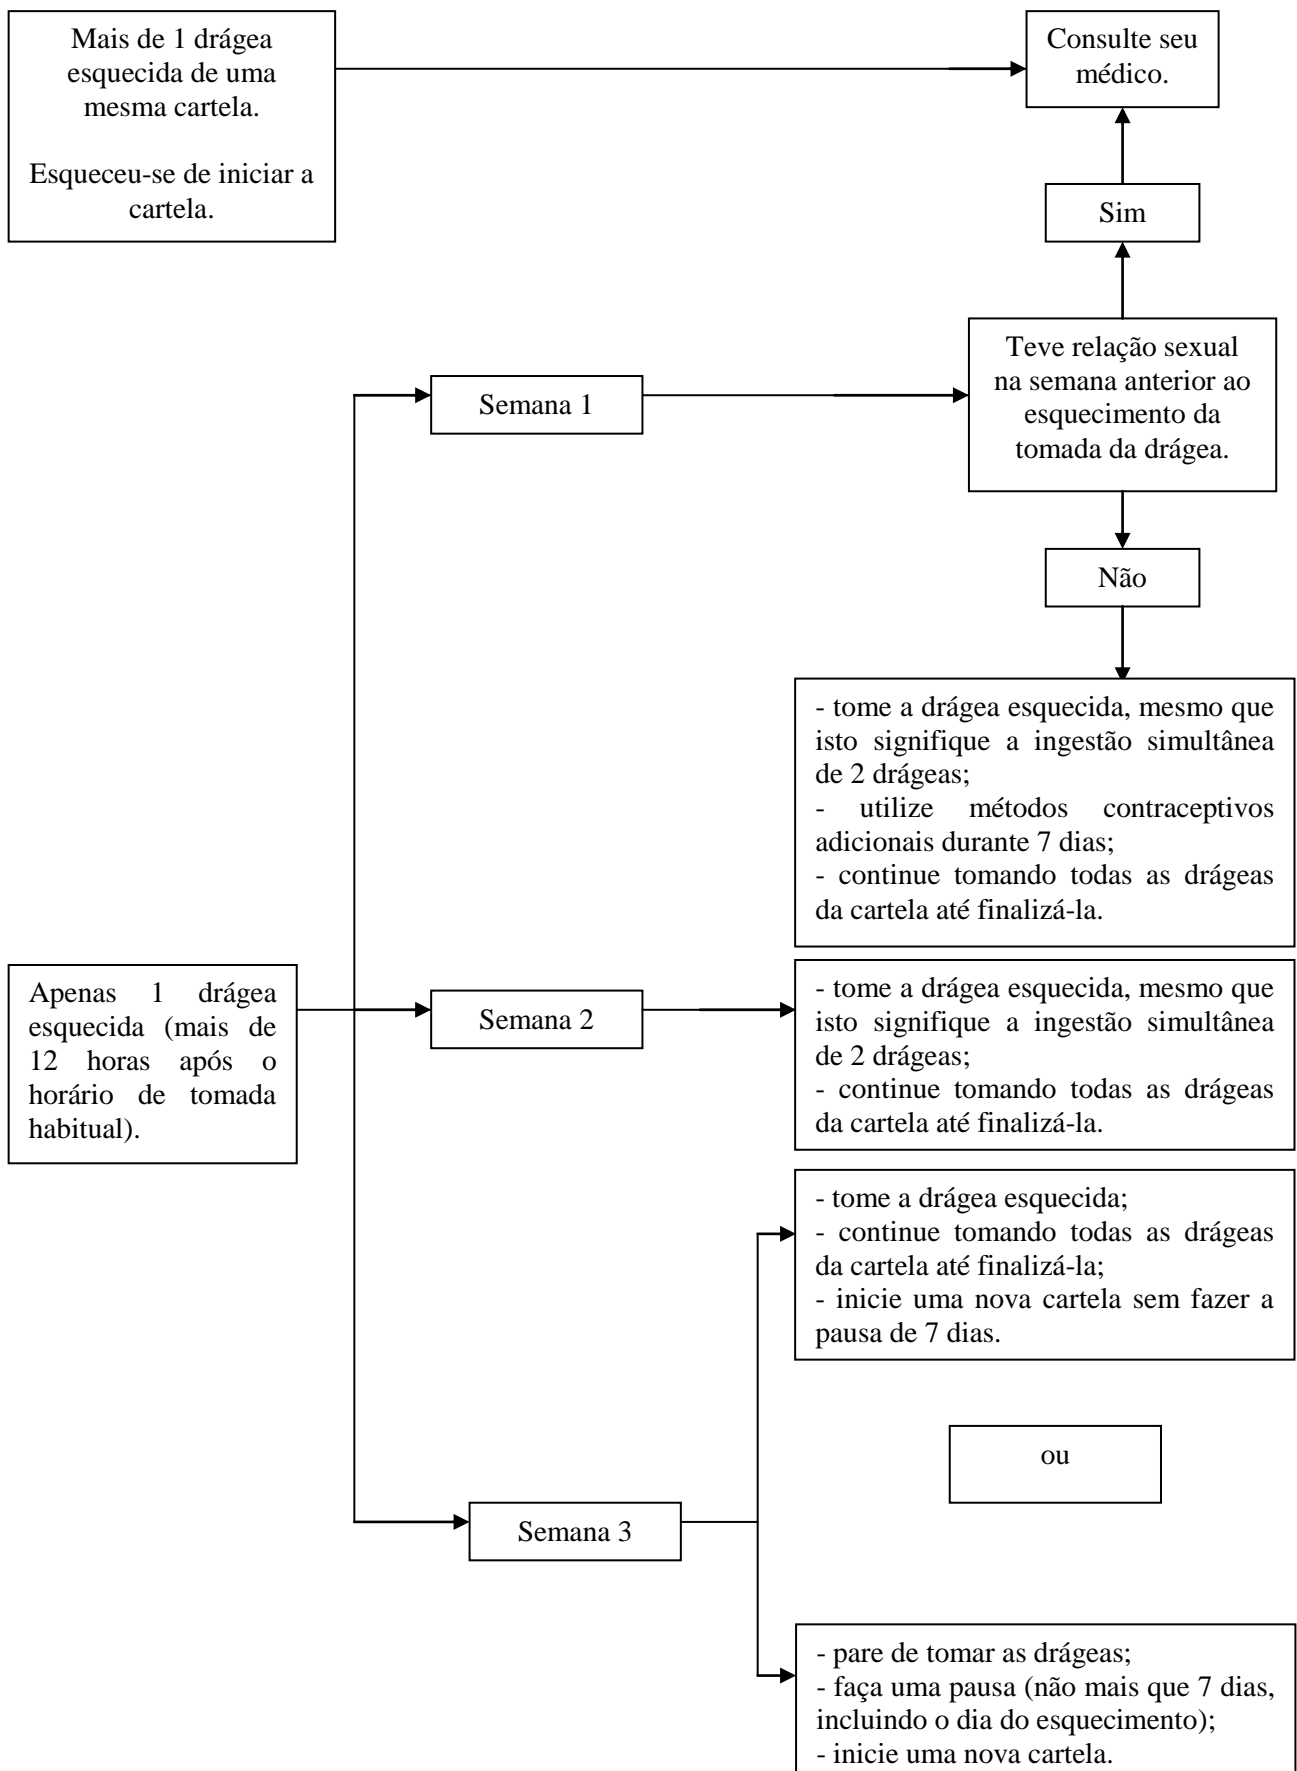 Mais de 1 drágea
esquecida de uma
mesma cartela.
Esqueceu-se de iniciar a
cartela.
Consulte seu
médico.
Sim
Teve relação sexual
na semana anterior ao
esquecimento da
tomada da drágea.
Semana 1
Não
- tome a drágea esquecida, mesmo que
isto signifique a ingestão simultânea
de 2 drágeas;
- utilize métodos contraceptivos
adicionais durante 7 dias;
- continue tomando todas as drágeas
da cartela até finalizá-la.
Apenas 1 drágea
esquecida (mais de
12 horas após o
horário de tomada
habitual).
Semana 2
- tome a drágea esquecida, mesmo que
isto signifique a ingestão simultânea
de 2 drágeas;
- continue tomando todas as drágeas
da cartela até finalizá-la.
- tome a drágea esquecida;
- continue tomando todas as drágeas
da cartela até finalizá-la;
- inicie uma nova cartela sem fazer a
pausa de 7 dias.
ou
Semana 3
- pare de tomar as drágeas;
- faça uma pausa (não mais que 7 dias,
incluindo o dia do esquecimento);
- inicie uma nova cartela.